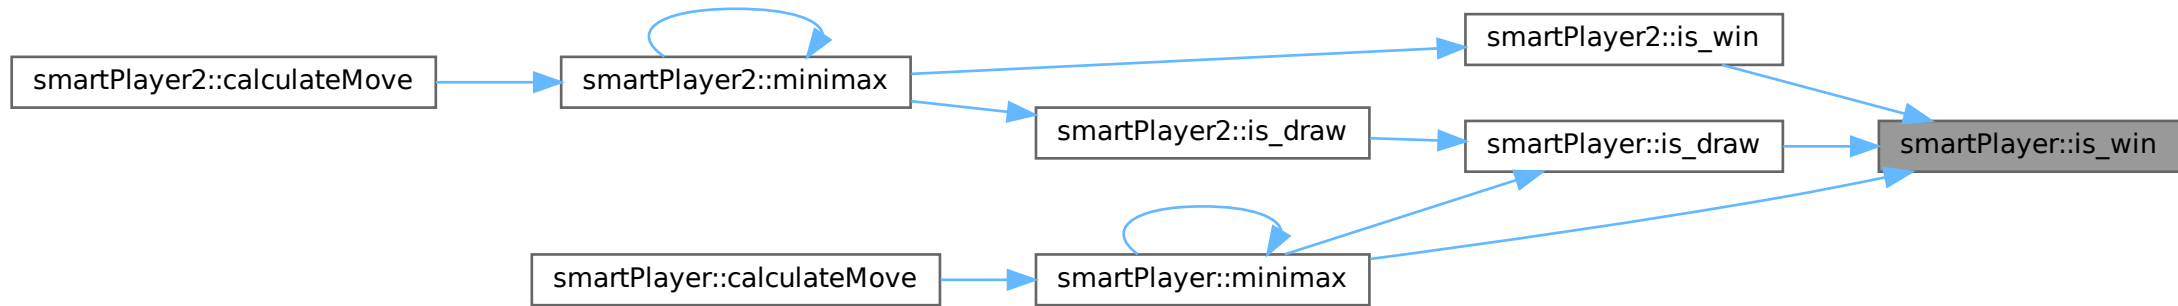 smartPlayer2::is_win
smartPlayer2::calculateMove
smartPlayer2::minimax
smartPlayer2::is_draw
smartPlayer::is_draw
smartPlayer::is_win
smartPlayer::calculateMove
smartPlayer::minimax